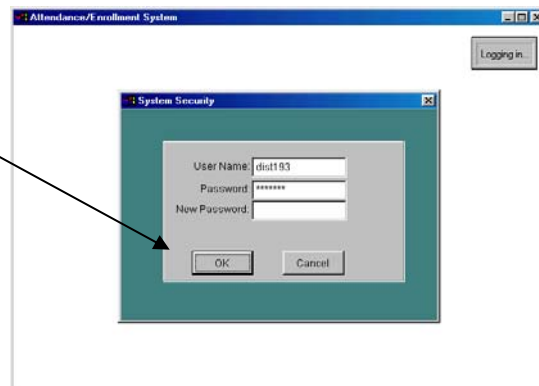 Attendance/Enrollment System
Logging in..
System Security
User Name: dist193
Password: *******
New Password:
OK
Cancel